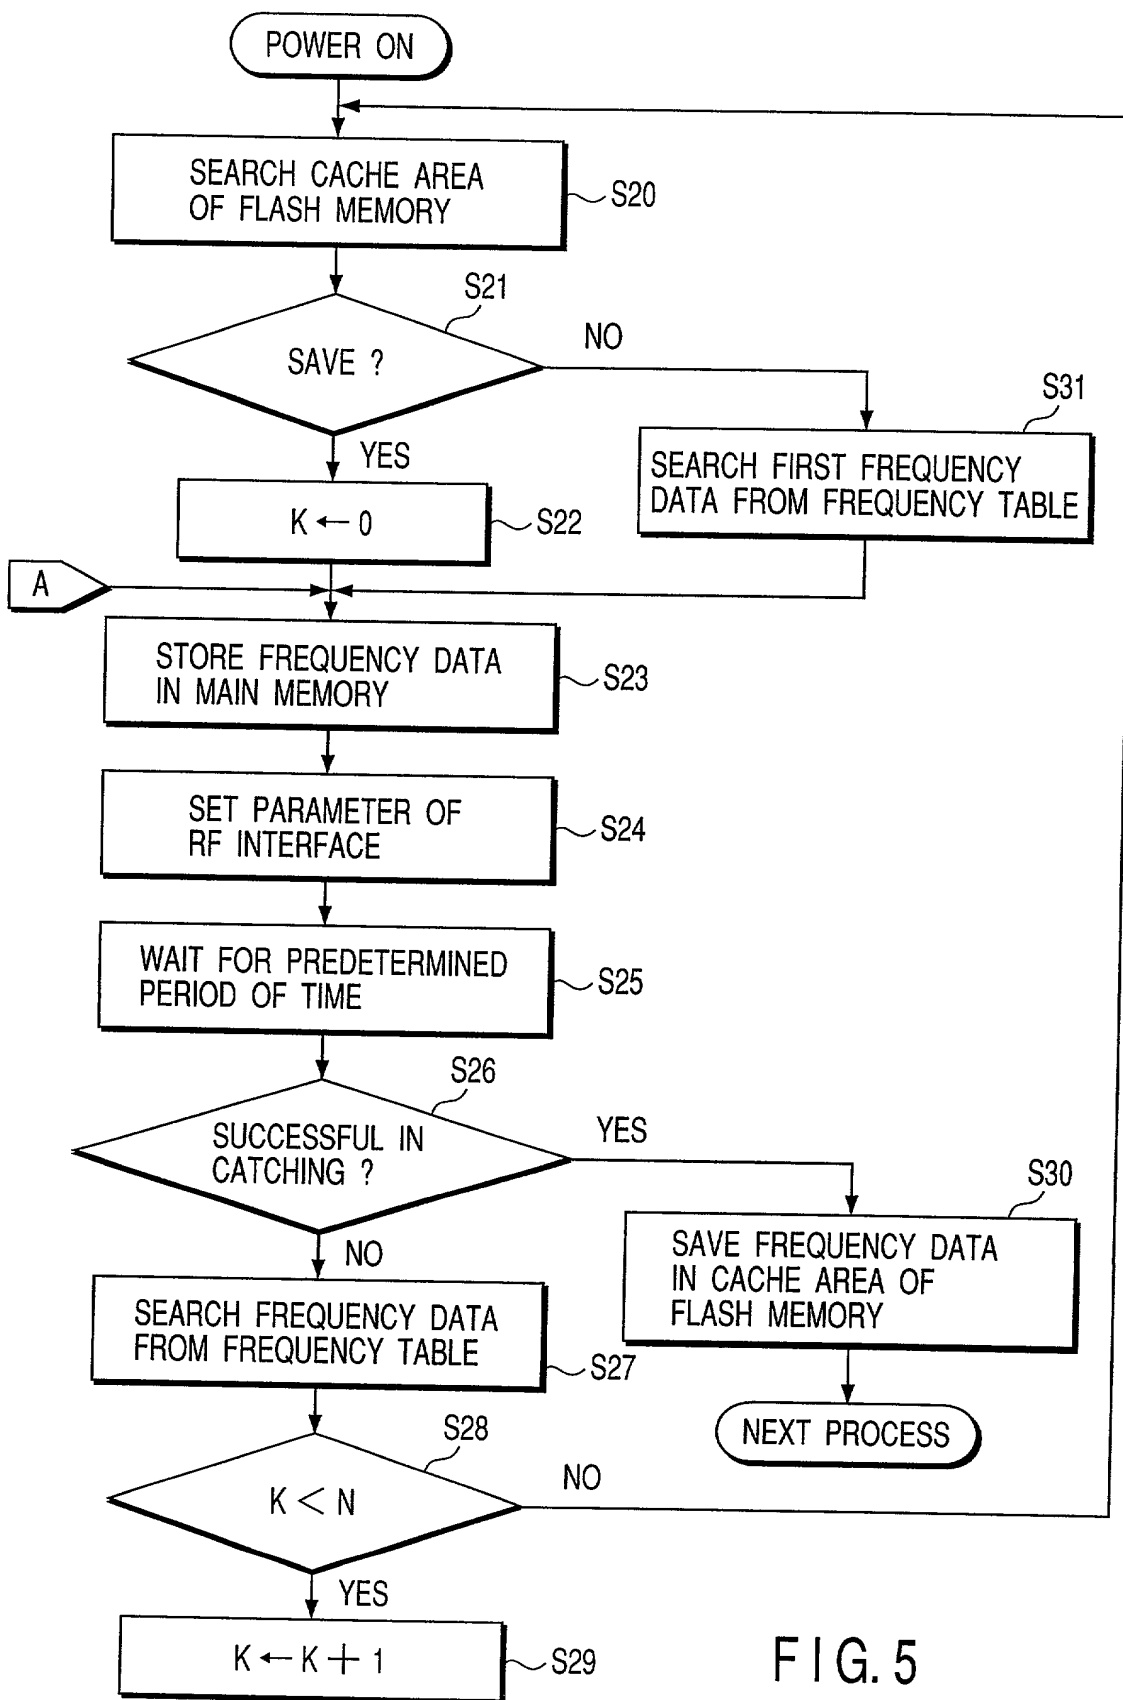 POWER ON
SEARCH CACHE AREA
OF FLASH MEMORY
S20
S21
SAVE ?
NO
YES
S31
SEARCH FIRST FREQUENCY
DATA FROM FREQUENCY TABLE
K ← 0
S22
A
STORE FREQUENCY DATA
IN MAIN MEMORY
S23
SET PARAMETER OF
RF INTERFACE
S24
WAIT FOR PREDETERMINED
PERIOD OF TIME
S25
S26
SUCCESSFUL IN
CATCHING ?
YES
NO
S30
SAVE FREQUENCY DATA
IN CACHE AREA OF
FLASH MEMORY
SEARCH FREQUENCY DATA
FROM FREQUENCY TABLE
S27
NEXT PROCESS
S28
K < N
NO
YES
K ← K + 1
S29
FIG. 5